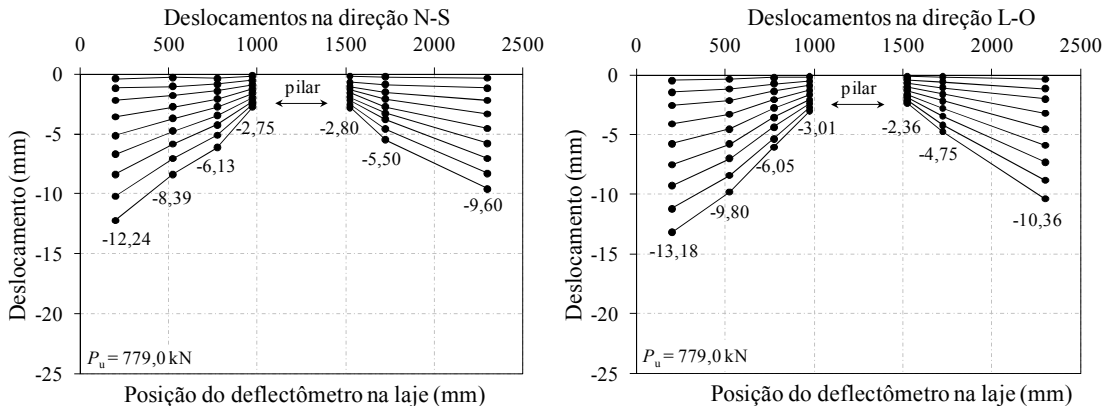 Deslocamentos na direção N-S
0 500 1000 1500 2000 2500
0
-5
-10
-15
-20
-25
Deslocamento (mm)
pilar
-2,75
-2,80
-6,13
-5,50
-8,39
-9,60
-12,24
Pu = 779,0 kN
Posição do deflectômetro na laje (mm)
Deslocamentos na direção L-O
0 500 1000 1500 2000 2500
0
-5
-10
-15
-20
-25
Deslocamento (mm)
pilar
-3,01
-2,36
-6,05
-4,75
-9,80
-10,36
-13,18
Pu = 779,0 kN
Posição do deflectômetro na laje (mm)